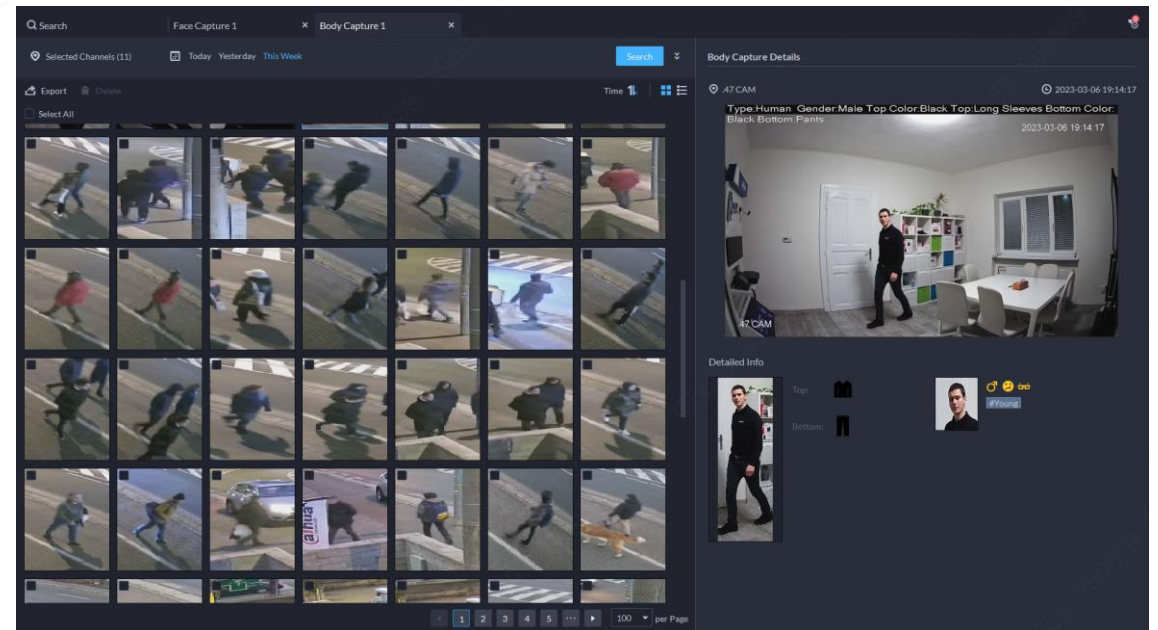 Search
Face Capture 1
×
Body Capture 1
×
Selected Channels (11)
Today Yesterday This Week
Search
Body Capture Details
Export
Delete
Time
.47 CAM
2023-03-06 19:14:17
Select All
Type:Human Gender:Male Top Color:Black Top:Long Sleeves Bottom Color:
Black Bottom:Pants
2023-03-06 19:14:17
.47 CAM
Detailed Info
Top:
#Young
Bottom:
alhua
1 2 3 4 5 ... 100 per Page